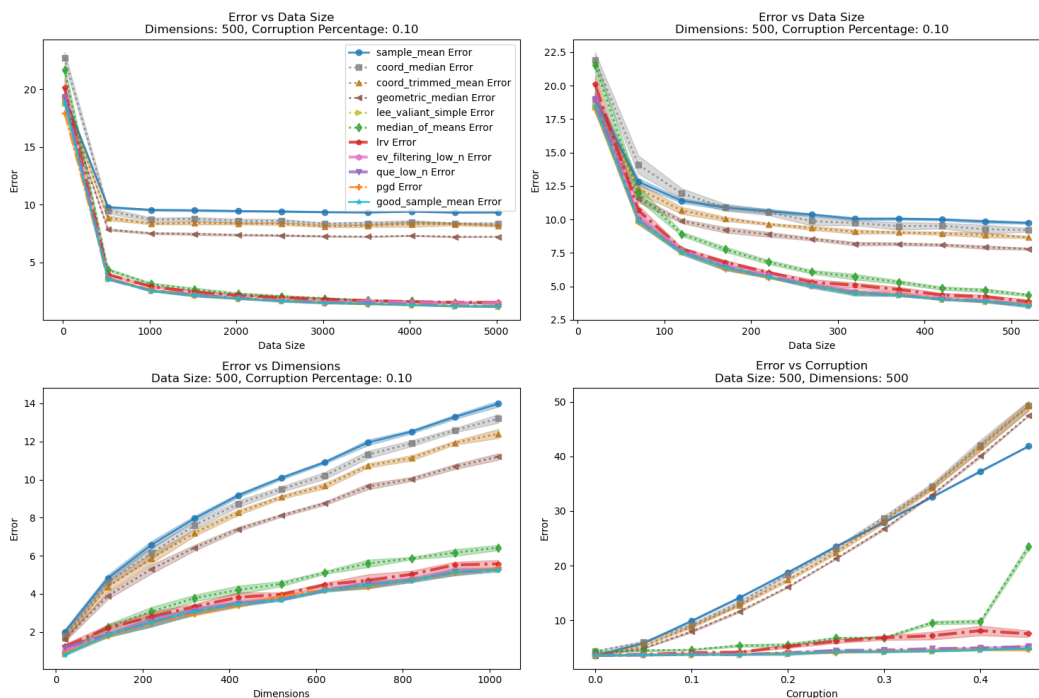 Error vs Data Size
Dimensions: 500, Corruption Percentage: 0.10
Error
20
15
10
5
sample_mean Error
coord_median Error
coord_trimmed_mean Error
geometric_median Error
lee_valiant_simple Error
median_of_means Error
lrv Error
ev_filtering_low_n Error
que_low_n Error
pgd Error
good_sample_mean Error
0 1000 2000 3000 4000 5000
Data Size
Error vs Data Size
Dimensions: 500, Corruption Percentage: 0.10
Error
22.5
20.0
17.5
15.0
12.5
10.0
7.5
5.0
2.5
0 100 200 300 400 500
Data Size
Error vs Dimensions
Data Size: 500, Corruption Percentage: 0.10
Error
14
12
10
8
6
4
2
0 200 400 600 800 1000
Dimensions
Error vs Corruption
Data Size: 500, Dimensions: 500
Error
50
40
30
20
10
0.0 0.1 0.2 0.3 0.4
Corruption